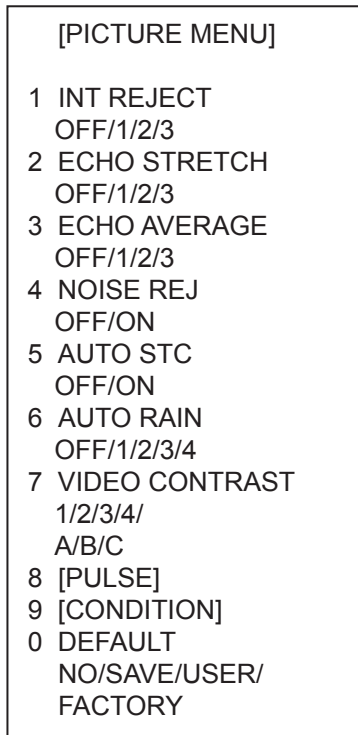 [PICTURE MENU]
1 INT REJECT
OFF/1/2/3
2 ECHO STRETCH
OFF/1/2/3
3 ECHO AVERAGE
OFF/1/2/3
4 NOISE REJ
OFF/ON
5 AUTO STC
OFF/ON
6 AUTO RAIN
OFF/1/2/3/4
7 VIDEO CONTRAST
1/2/3/4/
A/B/C
8 [PULSE]
9 [CONDITION]
0 DEFAULT
NO/SAVE/USER/
FACTORY